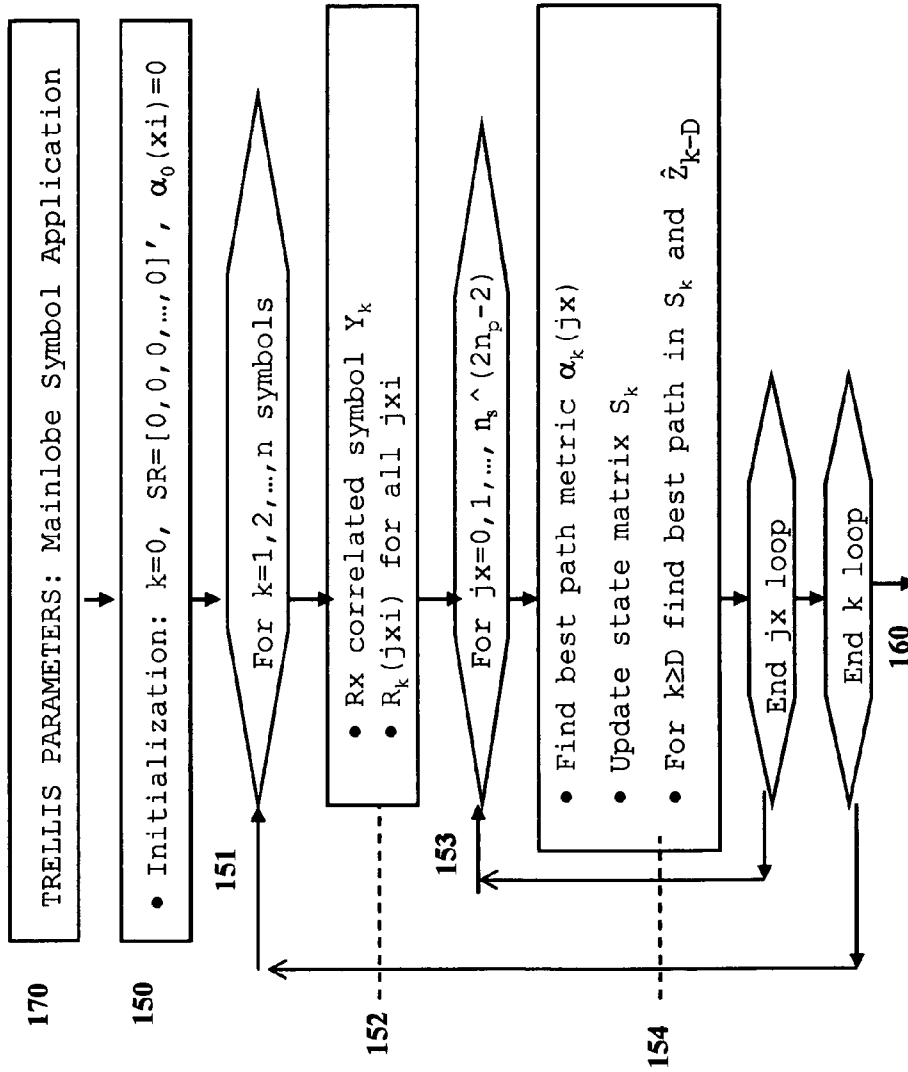 170
TRELLIS PARAMETERS: Mainlobe Symbol Application
150
• Initialization: k=0, SR=[0,0,0,…,0]', α₀(xi)=0
151
For k=1,2,…,n symbols
152
• Rx correlated symbol Yₖ
• Rₖ(jxi) for all jxi
153
For jx=0,1,…, nₛ^(2nₚ-2)
154
• Find best path metric αₖ(jx)
• Update state matrix Sₖ
• For k≥D find best path in Sₖ and Ẑ_{k-D}
End jx loop
End k loop
160